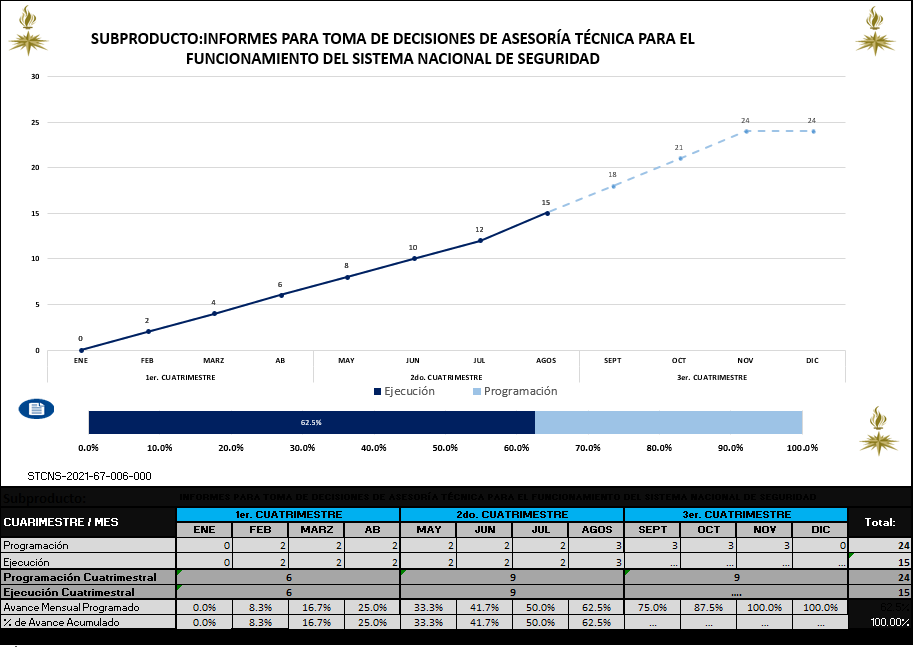 SUBPRODUCTO:INFORMES PARA TOMA DE DECISIONES DE ASESORÍA TÉCNICA PARA EL
FUNCIONAMIENTO DEL SISTEMA NACIONAL DE SEGURIDAD
30
25
20
15
10
5
0
0 2 4 6 8 10 12 15 18 21 24 24
ENE FEB MARZ AB MAY JUN JUL AGOS SEPT OCT NOV DIC
1er. CUATRIMESTRE 2do. CUATRIMESTRE 3er. CUATRIMESTRE
Ejecución Programación
62.5%
0.0% 10.0% 20.0% 30.0% 40.0% 50.0% 60.0% 70.0% 80.0% 90.0% 100.0%
STCNS-2021-67-006-000
Subproducto: INFORMES PARA TOMA DE DECISIONES DE ASESORÍA TÉCNICA PARA EL FUNCIONAMIENTO DEL SISTEMA NACIONAL DE SEGURIDAD
CUARIMESTRE / MES 1er. CUATRIMESTRE 2do. CUATRIMESTRE 3er. CUATRIMESTRE Total:
ENE FEB MARZ AB MAY JUN JUL AGOS SEPT OCT NOV DIC
Programación 0 2 2 2 2 2 2 3 3 3 3 0 24
Ejecución 0 2 2 2 2 2 2 3 ... ... ... ... 15
Programación Cuatrimestral 6 9 9 24
Ejecución Cuatrimestral 6 9 .... 15
Avance Mensual Programado 0.0% 8.3% 16.7% 25.0% 33.3% 41.7% 50.0% 62.5% 75.0% 87.5% 100.0% 100.0% 62.5%
% de Avance Acumulado 0.0% 8.3% 16.7% 25.0% 33.3% 41.7% 50.0% 62.5% ... ... ... ... 100.00%